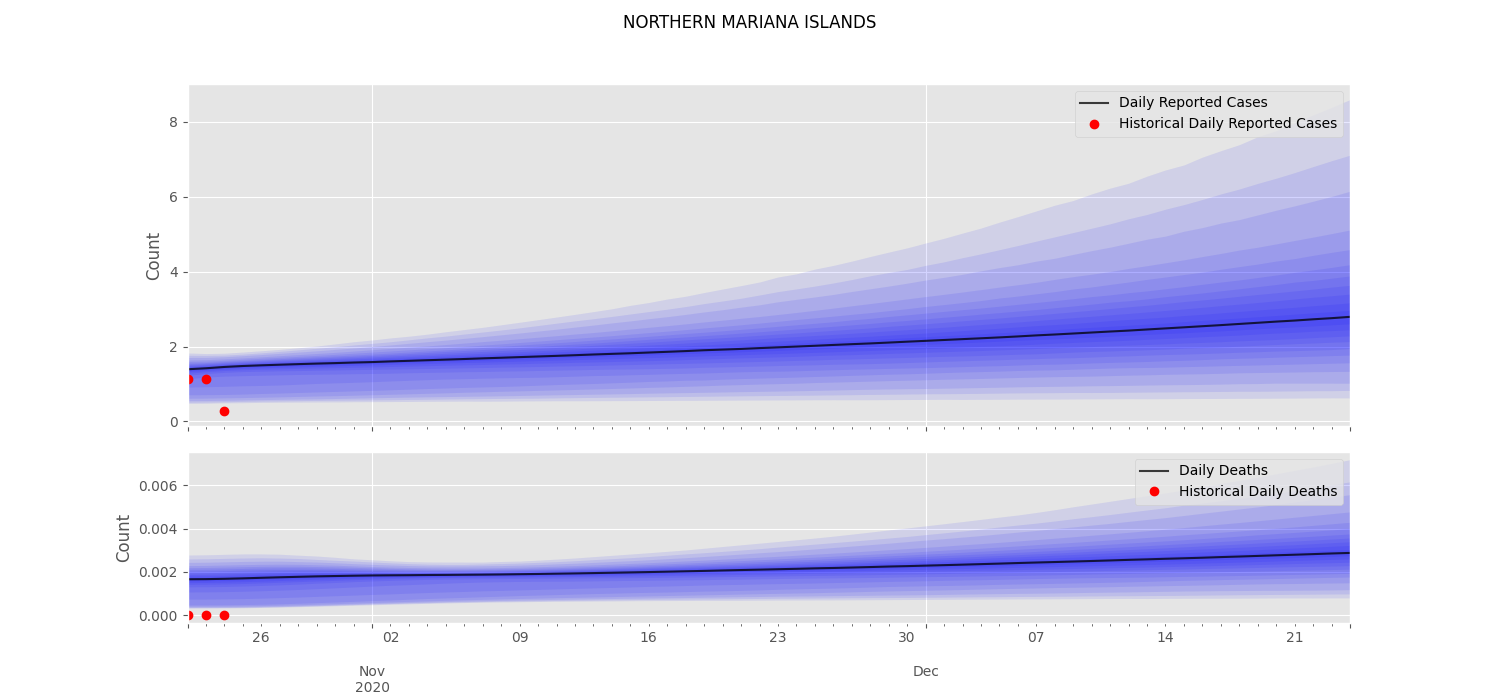 NORTHERN MARIANA ISLANDS
Daily Reported Cases
Historical Daily Reported Cases
8
6
4
2
0
Count
Daily Deaths
Historical Daily Deaths
0.006
0.004
0.002
0.000
Count
26 02 09 16 23 30 07 14 21
Nov Dec
2020